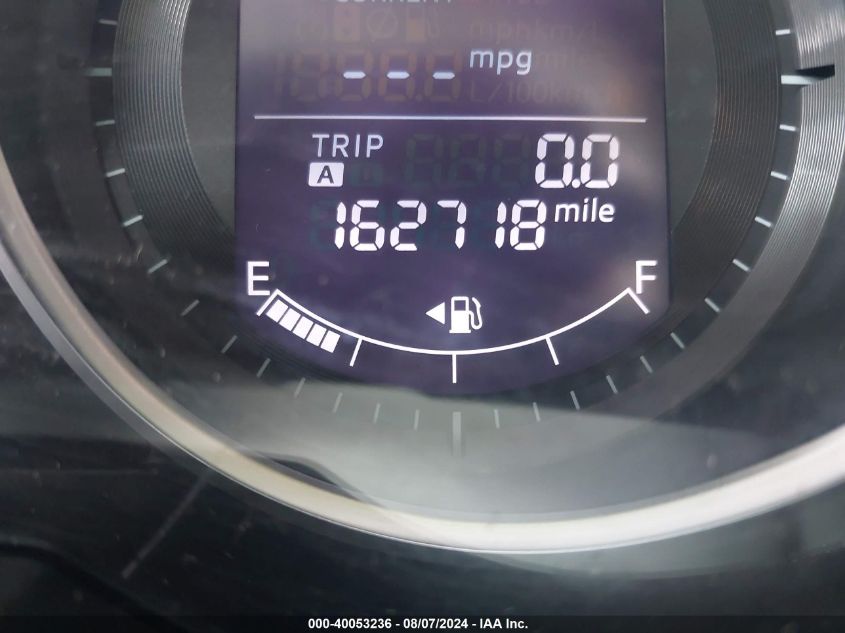 --- mpg
TRIP 0.0
A
162718 mile
E F
000-40053236 - 08/07/2024 - IAA Inc.